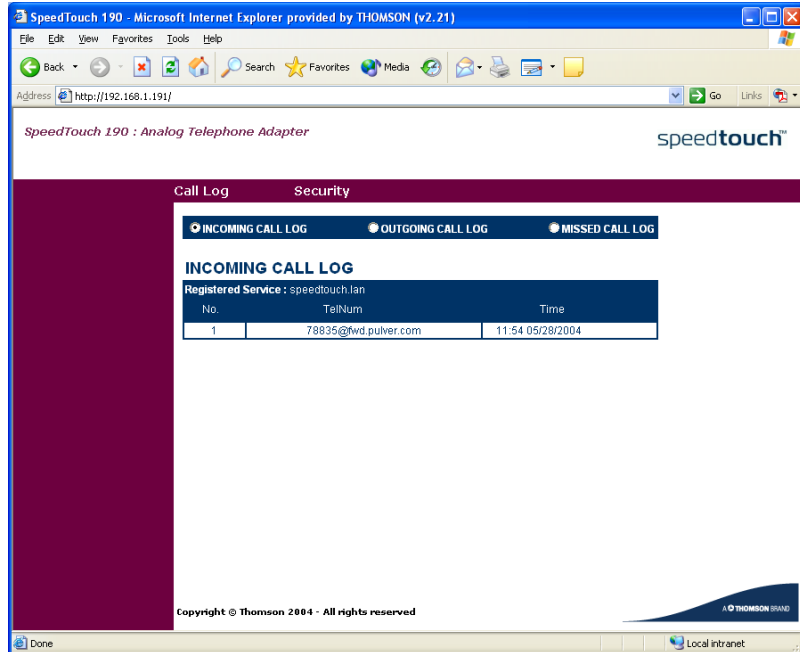 SpeedTouch 190 - Microsoft Internet Explorer provided by THOMSON (v2.21)
File Edit View Favorites Tools Help
Back Search Favorites Media
Address http://192.168.1.191/ Go Links
SpeedTouch 190 : Analog Telephone Adapter
speedtouch™
Call Log Security
INCOMING CALL LOG OUTGOING CALL LOG MISSED CALL LOG
INCOMING CALL LOG
Registered Service : speedtouch.lan
No. TelNum Time
1 78835@fwd.pulver.com 11:54 05/28/2004
Copyright © Thomson 2004 - All rights reserved
A THOMSON BRAND
Done Local intranet